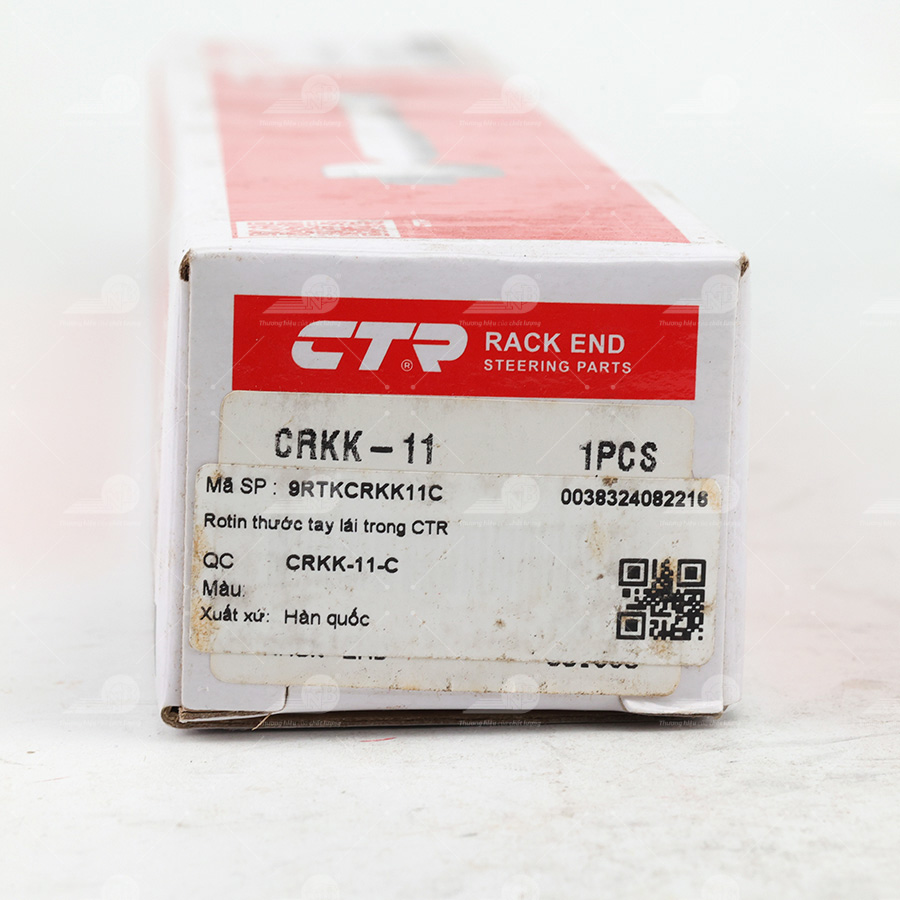 CTR® RACK END
STEERING PARTS
CRKK-11 1PCS
Mã SP : 9RTKCRKK11C 0038324082216
Rotin thước tay lái trong CTR
QC CRKK-11-C
Màu:
Xuất xứ: Hàn quốc